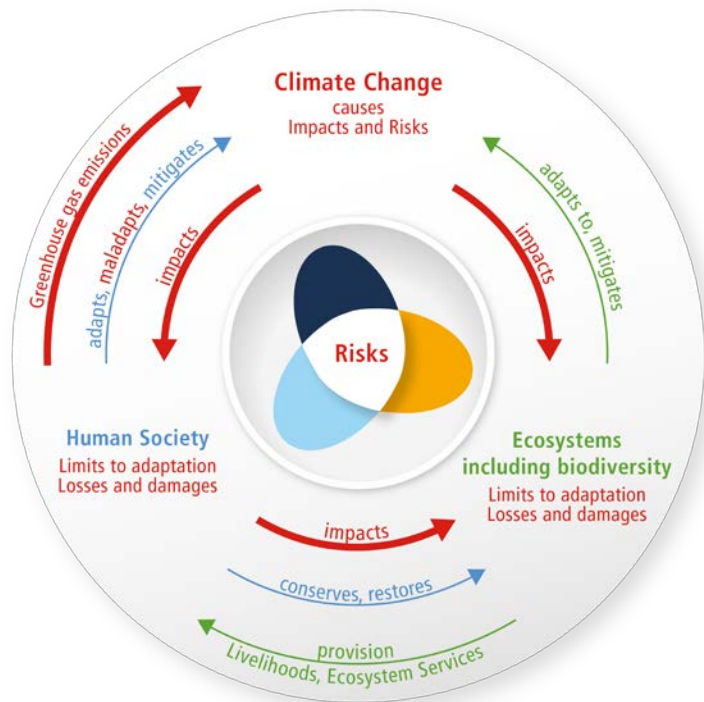 Climate Change
causes
Impacts and Risks
Greenhouse gas emissions
adapts, maladapts, mitigates
impacts
impacts
adapts to, mitigates
Risks
Human Society
Limits to adaptation
Losses and damages
Ecosystems
including biodiversity
Limits to adaptation
Losses and damages
impacts
conserves, restores
provision
Livelihoods, Ecosystem Services